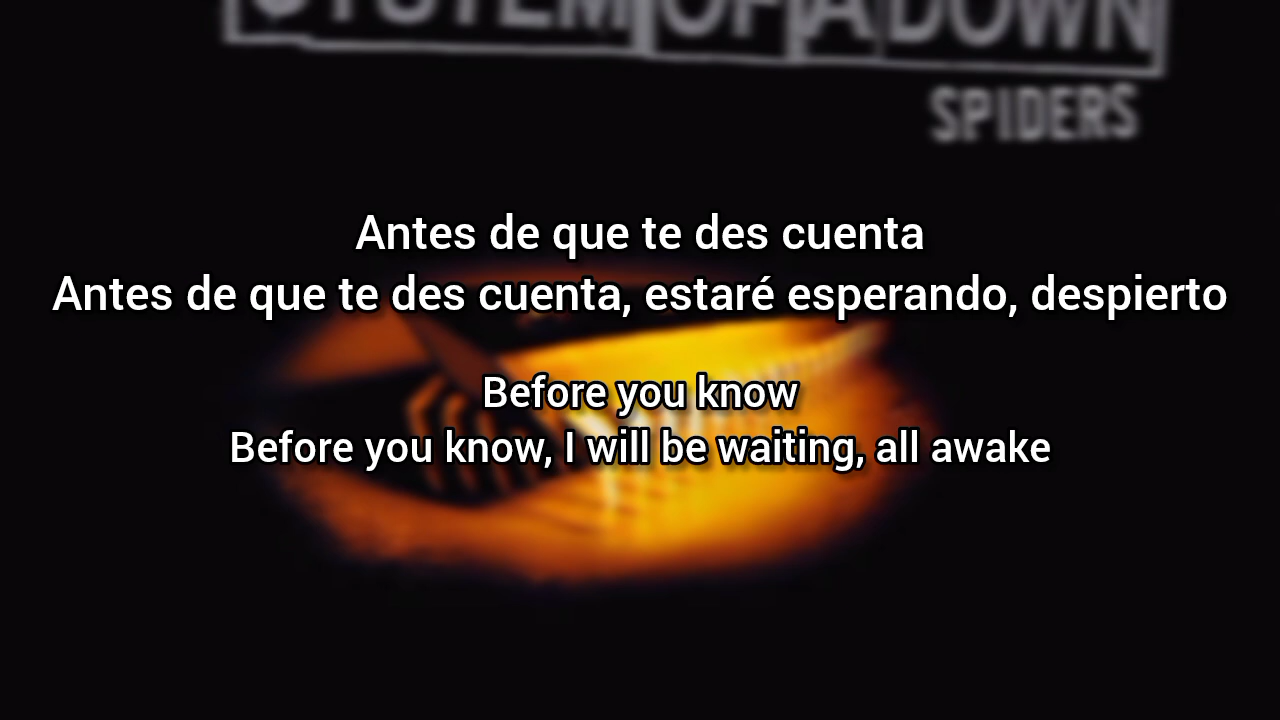 SYSTEM OF A DOWN
SPIDERS
Antes de que te des cuenta
Antes de que te des cuenta, estaré esperando, despierto
Before you know
Before you know, I will be waiting, all awake